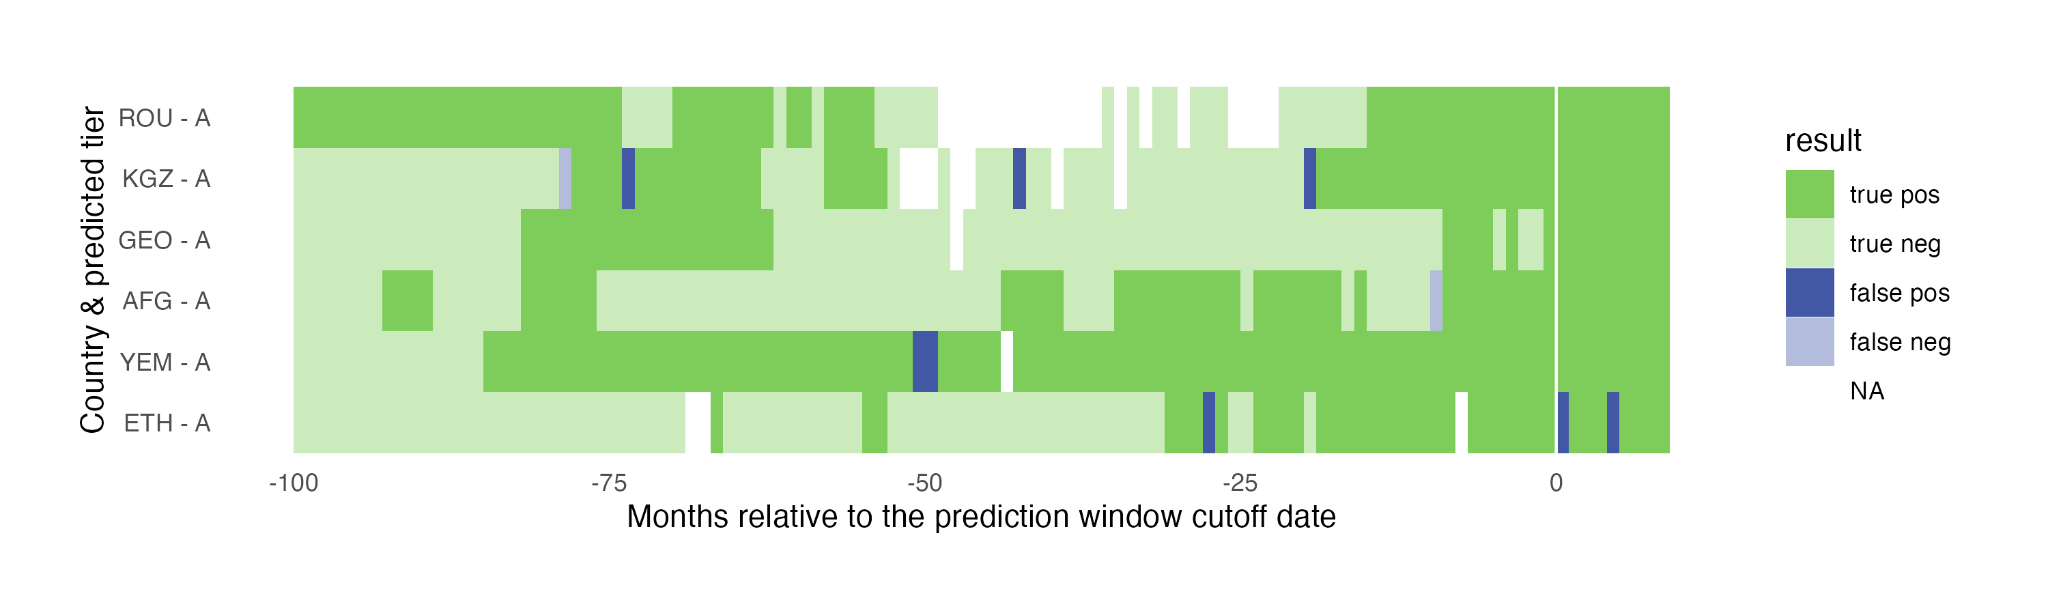 Country & predicted tier
ROU - A
KGZ - A
GEO - A
AFG - A
YEM - A
ETH - A
-100
-75
-50
-25
0
Months relative to the prediction window cutoff date
result
true pos
true neg
false pos
false neg
NA